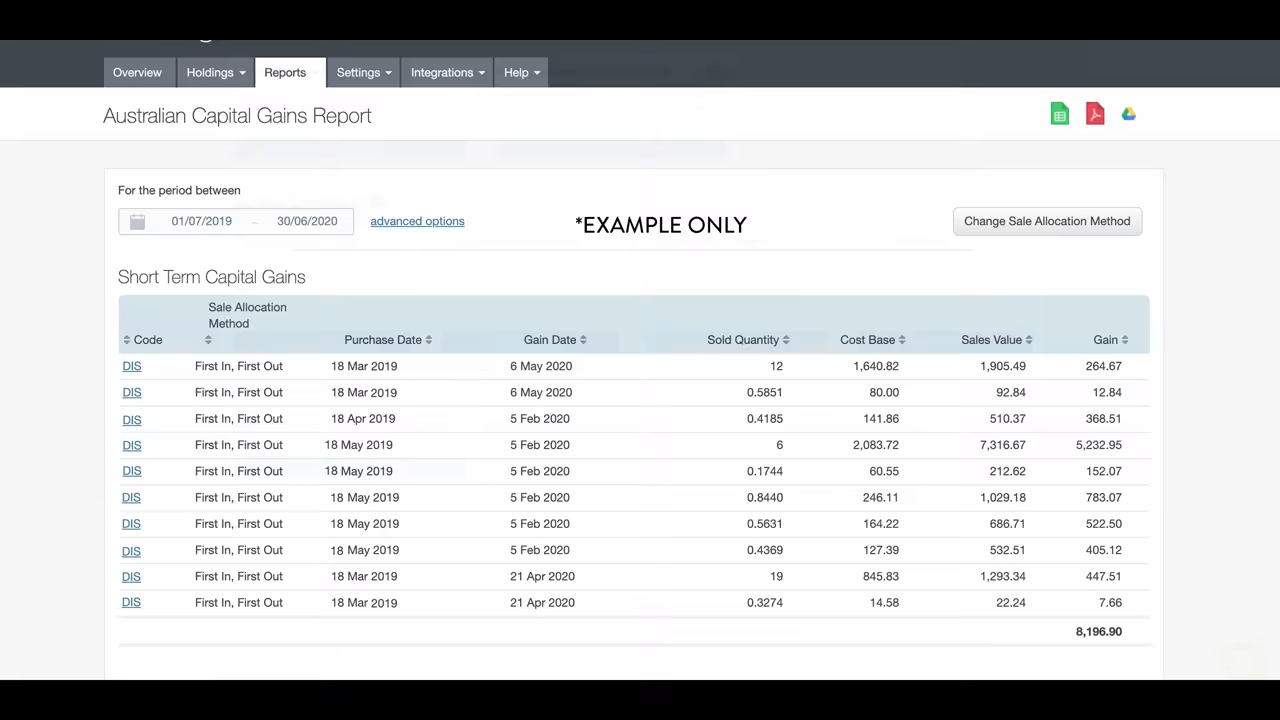 Overview Holdings Reports Settings Integrations Help
Australian Capital Gains Report
For the period between
01/07/2019 – 30/06/2020 advanced options *EXAMPLE ONLY Change Sale Allocation Method
Short Term Capital Gains
Code Sale Allocation Method Purchase Date Gain Date Sold Quantity Cost Base Sales Value Gain
DIS First In, First Out 18 Mar 2019 6 May 2020 12 1,640.82 1,905.49 264.67
DIS First In, First Out 18 Mar 2019 6 May 2020 0.5851 80.00 92.84 12.84
DIS First In, First Out 18 Apr 2019 5 Feb 2020 0.4185 141.86 510.37 368.51
DIS First In, First Out 18 May 2019 5 Feb 2020 6 2,083.72 7,316.67 5,232.95
DIS First In, First Out 18 May 2019 5 Feb 2020 0.1744 60.55 212.62 152.07
DIS First In, First Out 18 May 2019 5 Feb 2020 0.8440 246.11 1,029.18 783.07
DIS First In, First Out 18 May 2019 5 Feb 2020 0.5631 164.22 686.71 522.50
DIS First In, First Out 18 May 2019 5 Feb 2020 0.4369 127.39 532.51 405.12
DIS First In, First Out 18 Mar 2019 21 Apr 2020 19 845.83 1,293.34 447.51
DIS First In, First Out 18 Mar 2019 21 Apr 2020 0.3274 14.58 22.24 7.66
8,196.90